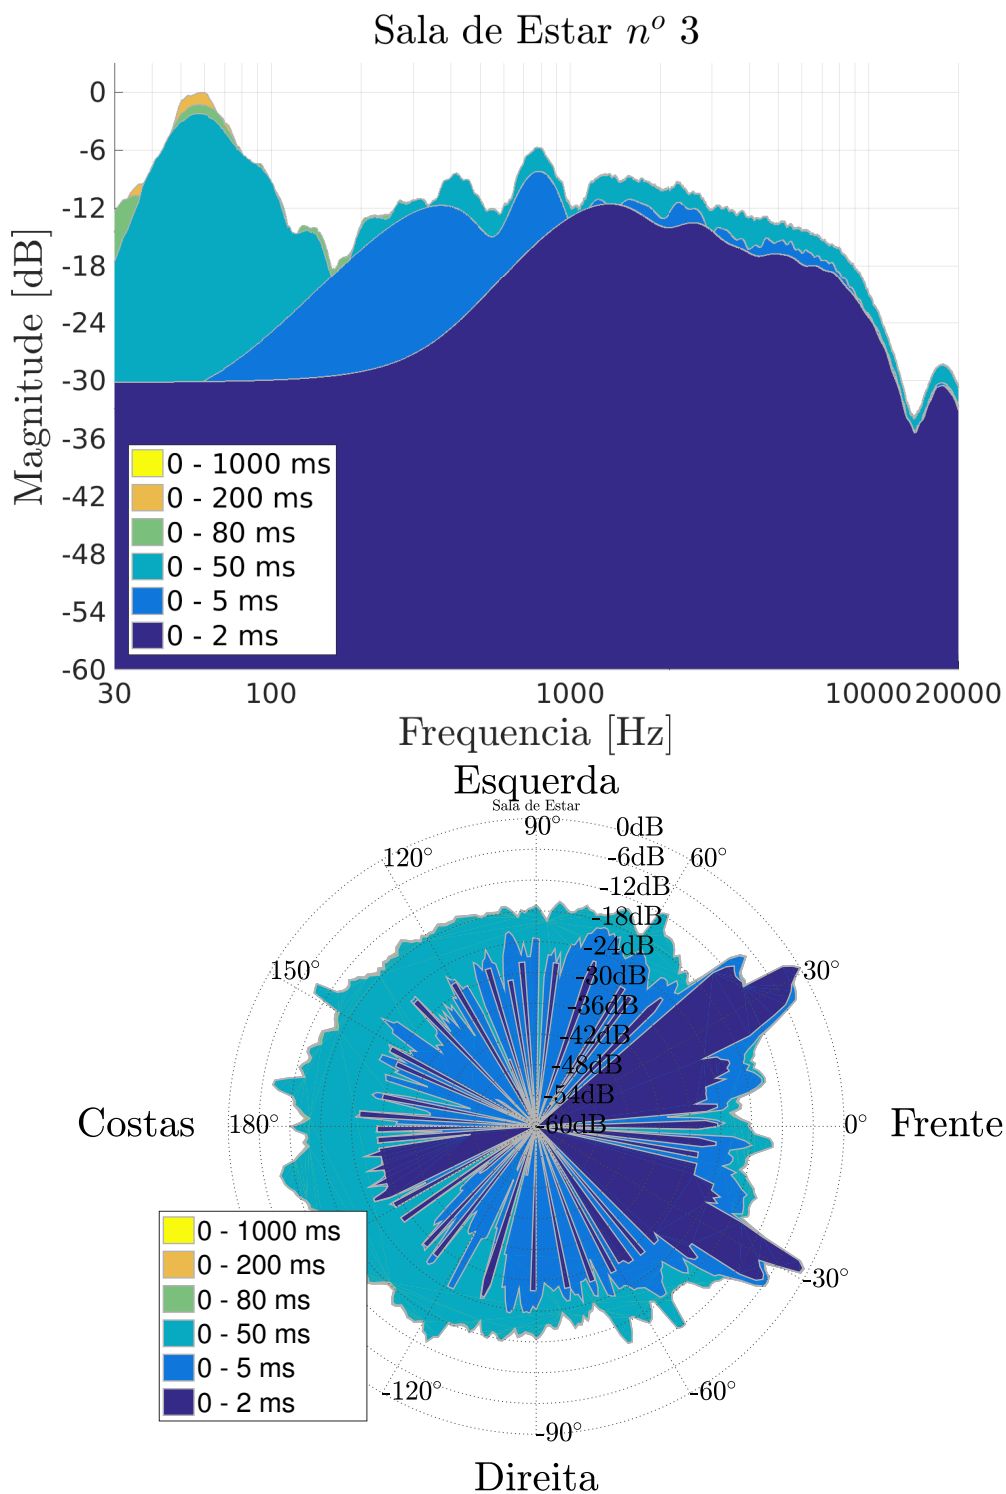 Sala de Estar nº 3
0
-6
-12
-18
-24
-30
-36
-42
-48
-54
-60
Magnitude [dB]
0 - 1000 ms
0 - 200 ms
0 - 80 ms
0 - 50 ms
0 - 5 ms
0 - 2 ms
30 100 1000 10000 20000
Frequencia [Hz]
Esquerda
Sala de Estar
90° 0dB
120° -6dB 60°
-12dB
-18dB
-24dB
150° -30dB 30°
-36dB
-42dB
-48dB
-54dB
Costas 180° -60dB 0° Frente
0 - 1000 ms
0 - 200 ms
-30°
0 - 80 ms
0 - 50 ms
0 - 5 ms
-120° -60°
0 - 2 ms
-90°
Direita